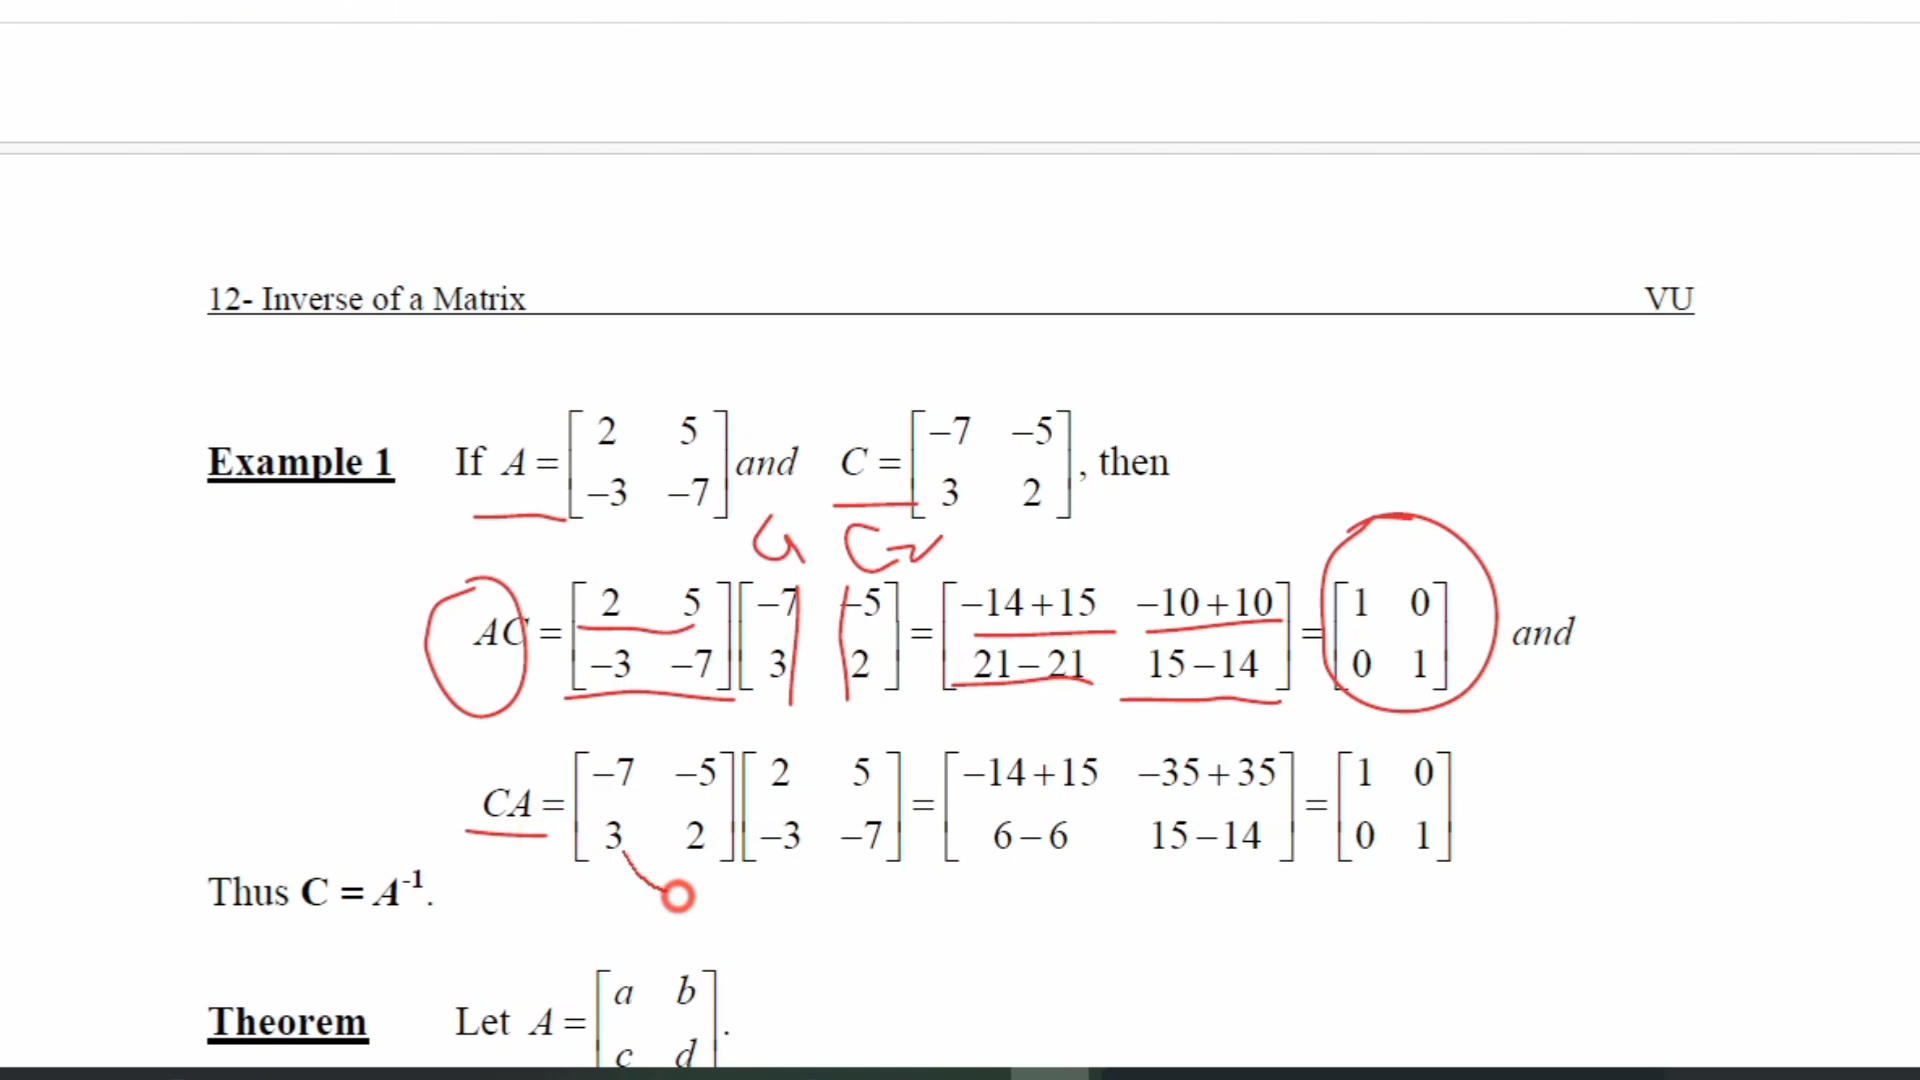 12- Inverse of a Matrix VU
Example 1 If A = [ 2 5 ; −3 −7 ] and C = [ −7 −5 ; 3 2 ], then
C1 C2
AC = [ 2 5 ; −3 −7 ] [ −7 −5 ; 3 2 ] = [ −14+15 −10+10 ; 21−21 15−14 ] = [ 1 0 ; 0 1 ] and
CA = [ −7 −5 ; 3 2 ] [ 2 5 ; −3 −7 ] = [ −14+15 −35+35 ; 6−6 15−14 ] = [ 1 0 ; 0 1 ]
Thus C = A⁻¹.
Theorem Let A = [ a b ; c d ].